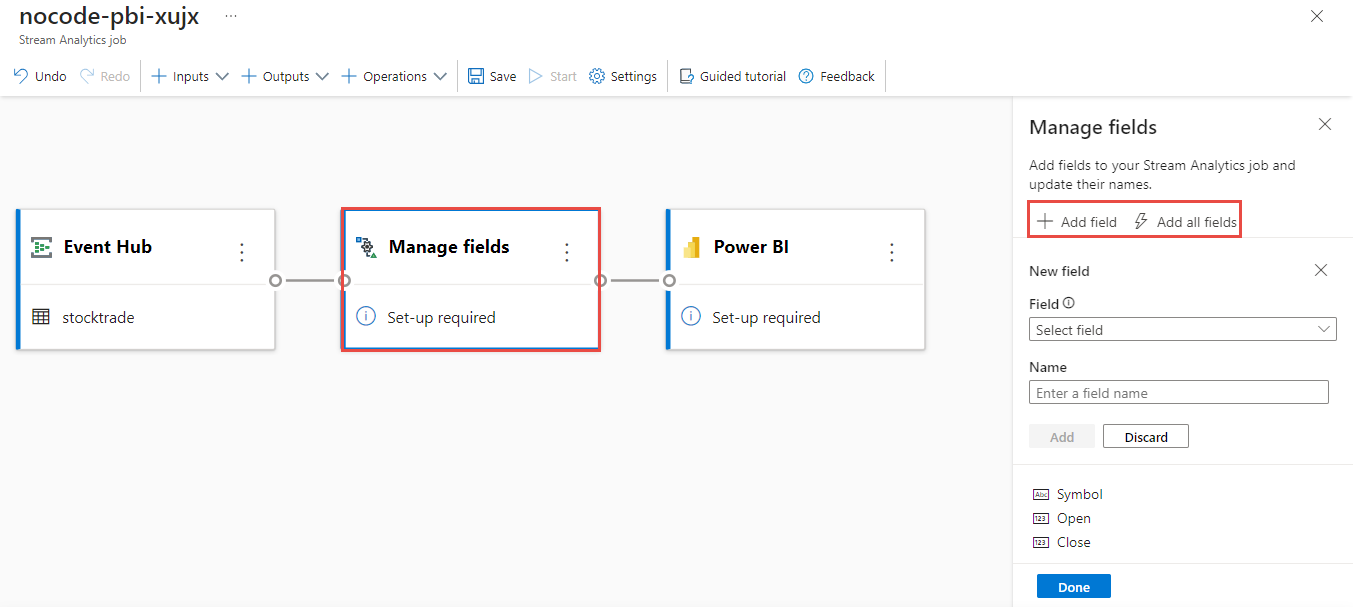 nocode-pbi-xujx ...
Stream Analytics job
Undo Redo Inputs Outputs Operations Save Start Settings Guided tutorial Feedback
Manage fields
Add fields to your Stream Analytics job and
update their names.
Add field Add all fields
Event Hub
stocktrade
Manage fields
Set-up required
Power BI
Set-up required
New field
Field
Select field
Name
Enter a field name
Add Discard
Abc Symbol
123 Open
123 Close
Done